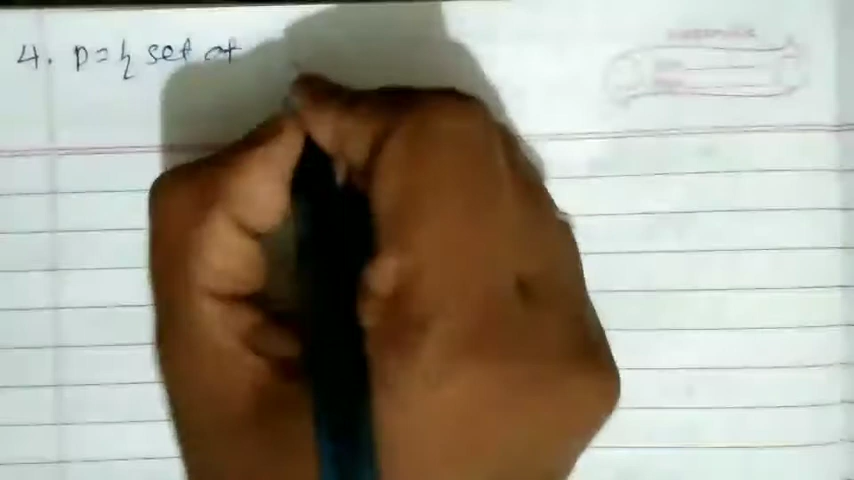 4. p = { set of